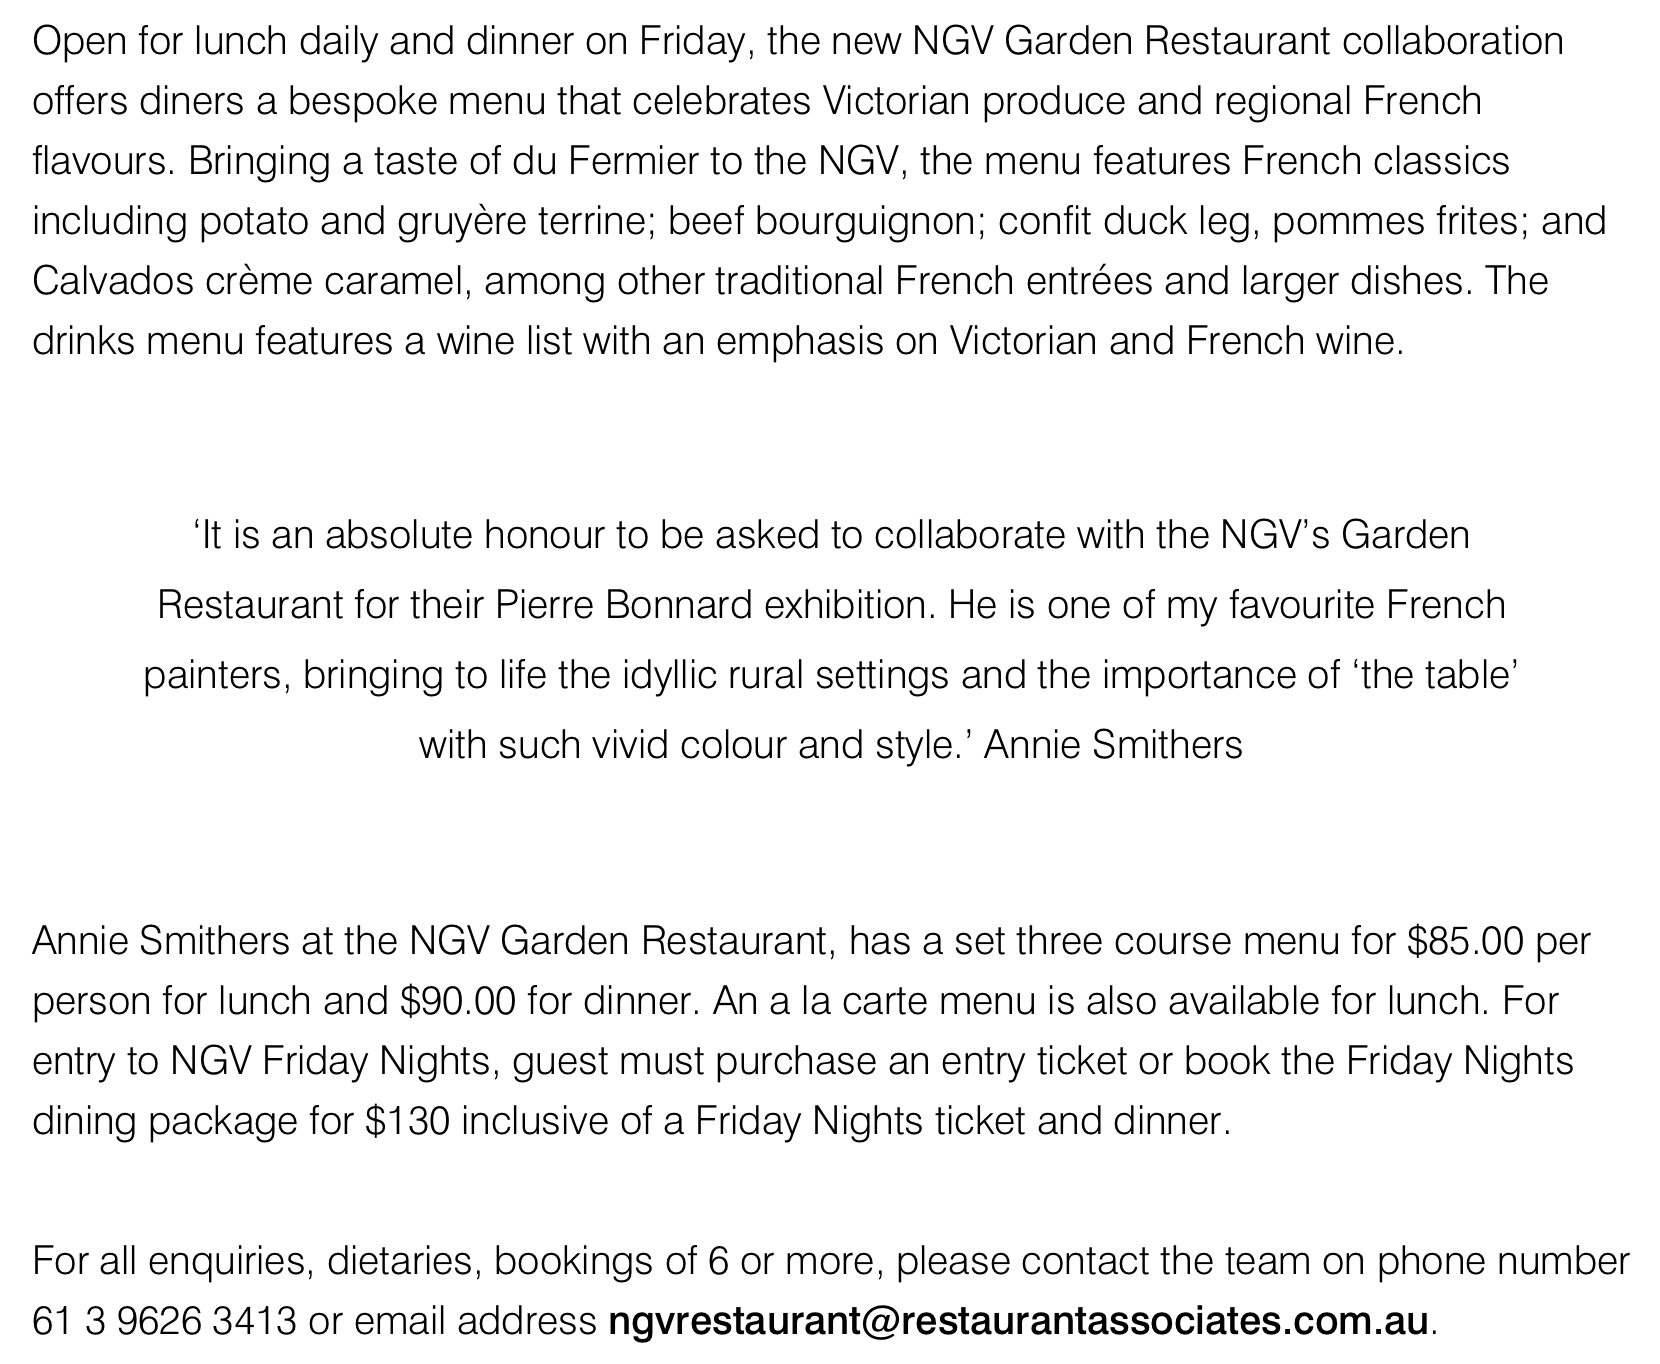 Open for lunch daily and dinner on Friday, the new NGV Garden Restaurant collaboration
offers diners a bespoke menu that celebrates Victorian produce and regional French
flavours. Bringing a taste of du Fermier to the NGV, the menu features French classics
including potato and gruyère terrine; beef bourguignon; confit duck leg, pommes frites; and
Calvados crème caramel, among other traditional French entrées and larger dishes. The
drinks menu features a wine list with an emphasis on Victorian and French wine.
‘It is an absolute honour to be asked to collaborate with the NGV’s Garden
Restaurant for their Pierre Bonnard exhibition. He is one of my favourite French
painters, bringing to life the idyllic rural settings and the importance of ‘the table’
with such vivid colour and style.’ Annie Smithers
Annie Smithers at the NGV Garden Restaurant, has a set three course menu for $85.00 per
person for lunch and $90.00 for dinner. An a la carte menu is also available for lunch. For
entry to NGV Friday Nights, guest must purchase an entry ticket or book the Friday Nights
dining package for $130 inclusive of a Friday Nights ticket and dinner.
For all enquiries, dietaries, bookings of 6 or more, please contact the team on phone number
61 3 9626 3413 or email address ngvrestaurant@restaurantassociates.com.au.